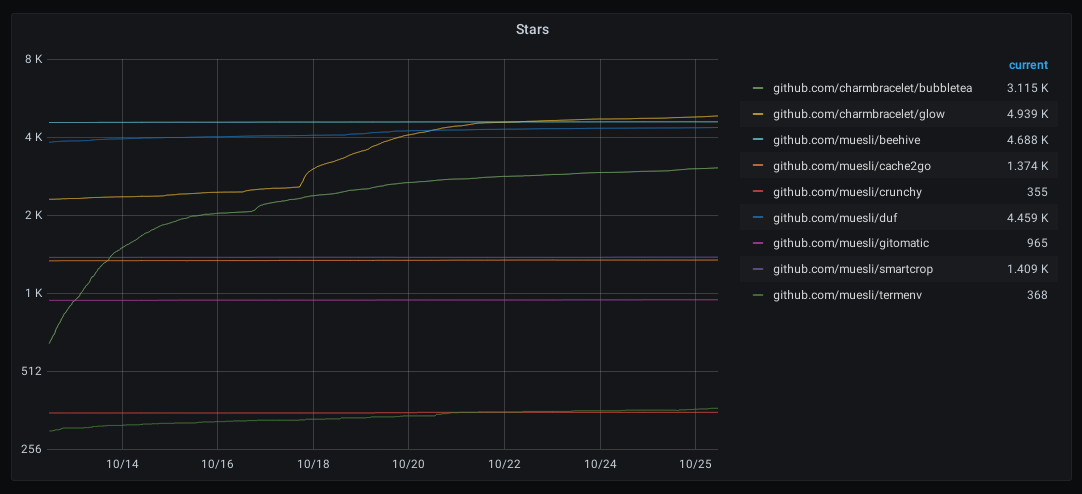 Stars
8 K
4 K
2 K
1 K
512
256
10/14 10/16 10/18 10/20 10/22 10/24 10/25
current
github.com/charmbracelet/bubbletea 3.115 K
github.com/charmbracelet/glow 4.939 K
github.com/muesli/beehive 4.688 K
github.com/muesli/cache2go 1.374 K
github.com/muesli/crunchy 355
github.com/muesli/duf 4.459 K
github.com/muesli/gitomatic 965
github.com/muesli/smartcrop 1.409 K
github.com/muesli/termenv 368